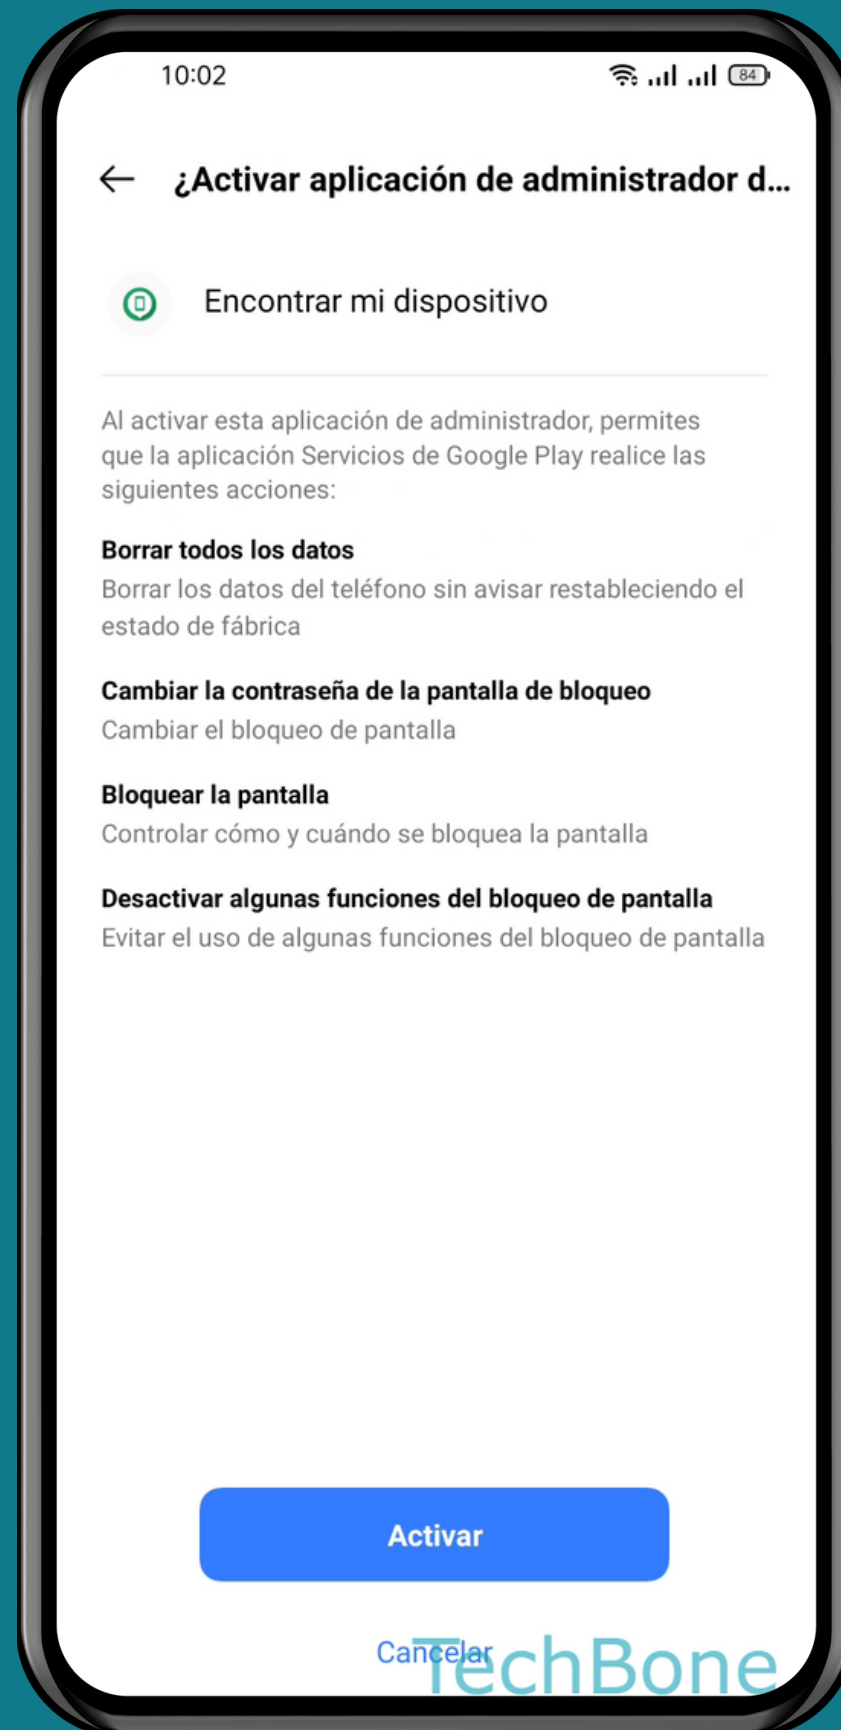 10:02
84
¿Activar aplicación de administrador d...
Encontrar mi dispositivo
Al activar esta aplicación de administrador, permites
que la aplicación Servicios de Google Play realice las
siguientes acciones:
Borrar todos los datos
Borrar los datos del teléfono sin avisar restableciendo el
estado de fábrica
Cambiar la contraseña de la pantalla de bloqueo
Cambiar el bloqueo de pantalla
Bloquear la pantalla
Controlar cómo y cuándo se bloquea la pantalla
Desactivar algunas funciones del bloqueo de pantalla
Evitar el uso de algunas funciones del bloqueo de pantalla
Activar
Cancelar
TechBone